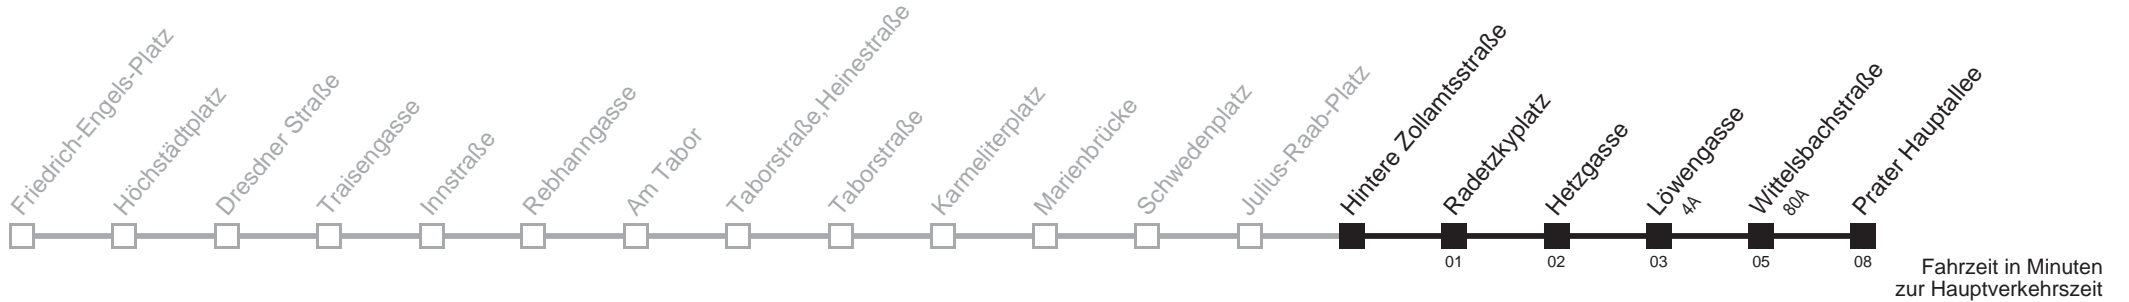 Friedrich-Engels-Platz
Höchstädtplatz
Dresdner Straße
Traisengasse
Innstraße
Rebhanngasse
Am Tabor
Taborstraße,Heinestraße
Taborstraße
Karmeliterplatz
Marienbrücke
Schwedenplatz
Julius-Raab-Platz
Hintere Zollamtsstraße
Radetzkyplatz
Hetzgasse
Löwengasse
4A
Wittelsbachstraße
80A
Prater Hauptallee
01
02
03
05
08
Fahrzeit in Minuten
zur Hauptverkehrszeit